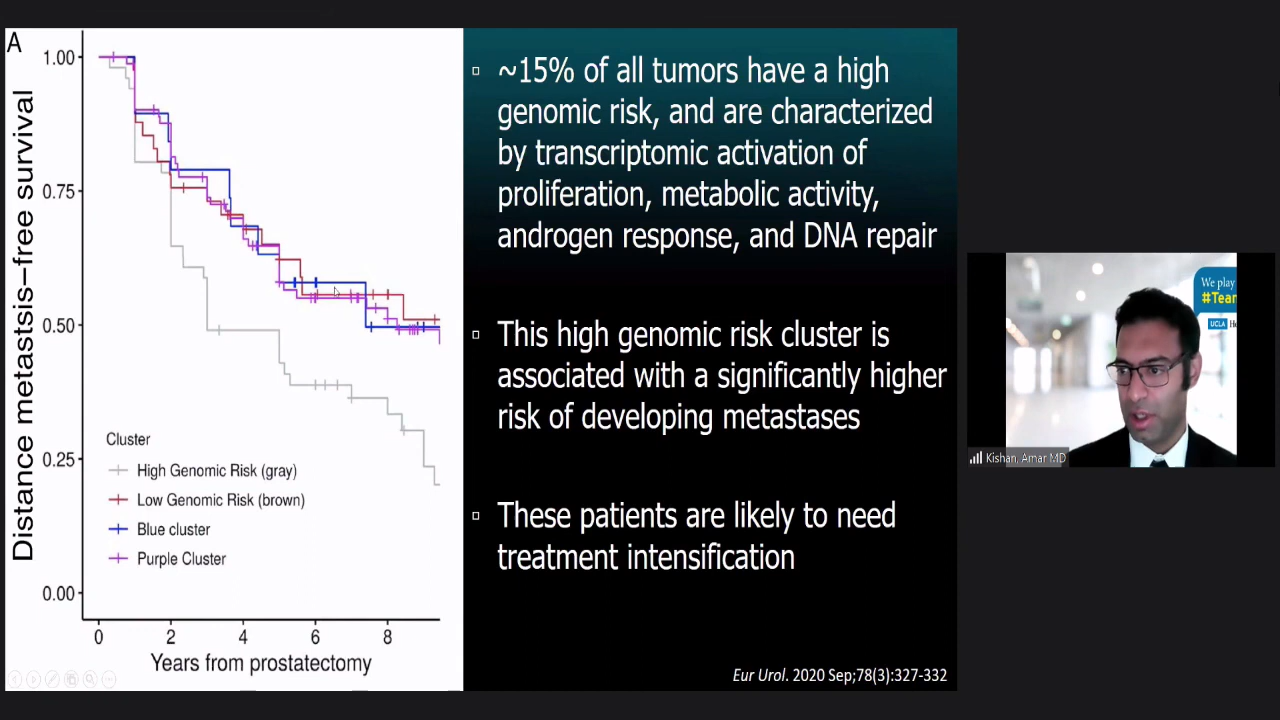 A
Distance metastsis–free survival
1.00
0.75
0.50
0.25
0.00
Cluster
High Genomic Risk (gray)
Low Genomic Risk (brown)
Blue cluster
Purple Cluster
0 2 4 6 8
Years from prostatectomy
~15% of all tumors have a high
genomic risk, and are characterized
by transcriptomic activation of
proliferation, metabolic activity,
androgen response, and DNA repair
This high genomic risk cluster is
associated with a significantly higher
risk of developing metastases
These patients are likely to need
treatment intensification
Eur Urol. 2020 Sep;78(3):327-332
We play
#Tean
UCLA
Kishan, Amar MD